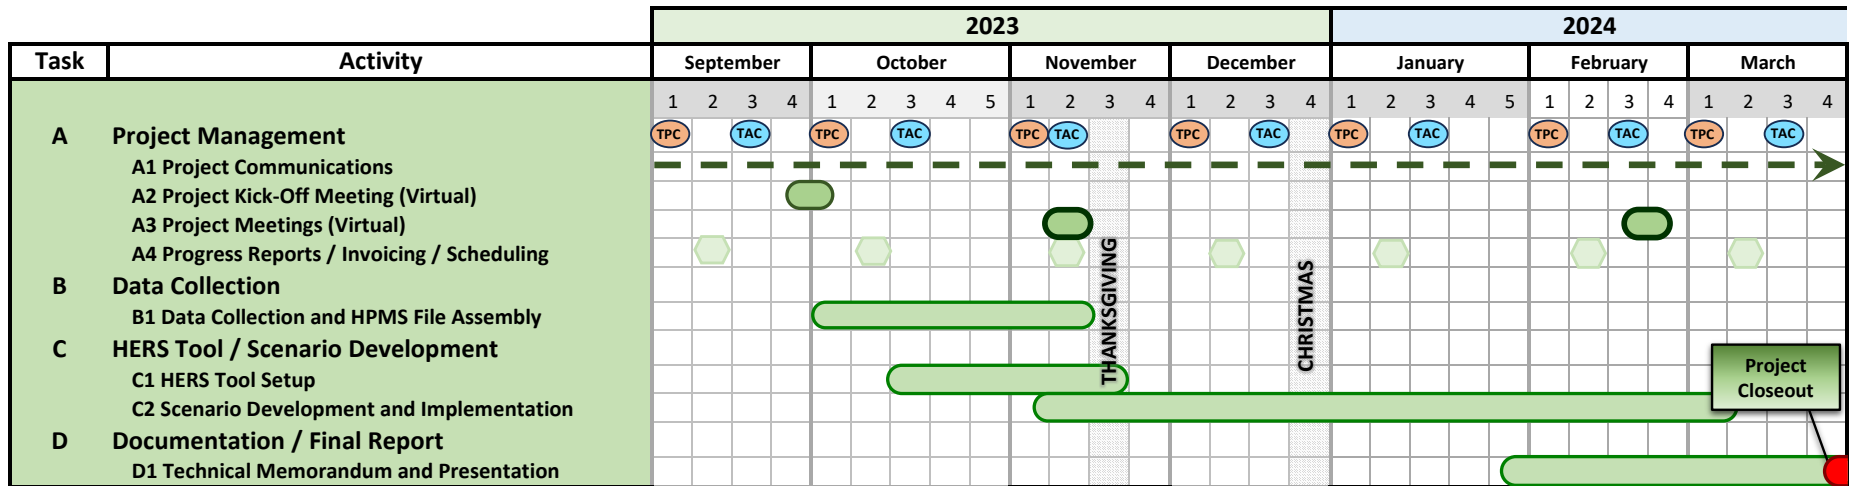 2023 2024
Task Activity September October November December January February March
1 2 3 4 1 2 3 4 5 1 2 3 4 1 2 3 4 1 2 3 4 5 1 2 3 4 1 2 3 4
A Project Management TPC TAC TPC TAC TPC TAC TPC TAC TPC TAC TPC TAC TPC TAC
A1 Project Communications
A2 Project Kick-Off Meeting (Virtual)
A3 Project Meetings (Virtual)
A4 Progress Reports / Invoicing / Scheduling
B Data Collection
B1 Data Collection and HPMS File Assembly
C HERS Tool / Scenario Development
C1 HERS Tool Setup
C2 Scenario Development and Implementation
D Documentation / Final Report
D1 Technical Memorandum and Presentation
THANKSGIVING
CHRISTMAS
Project
Closeout